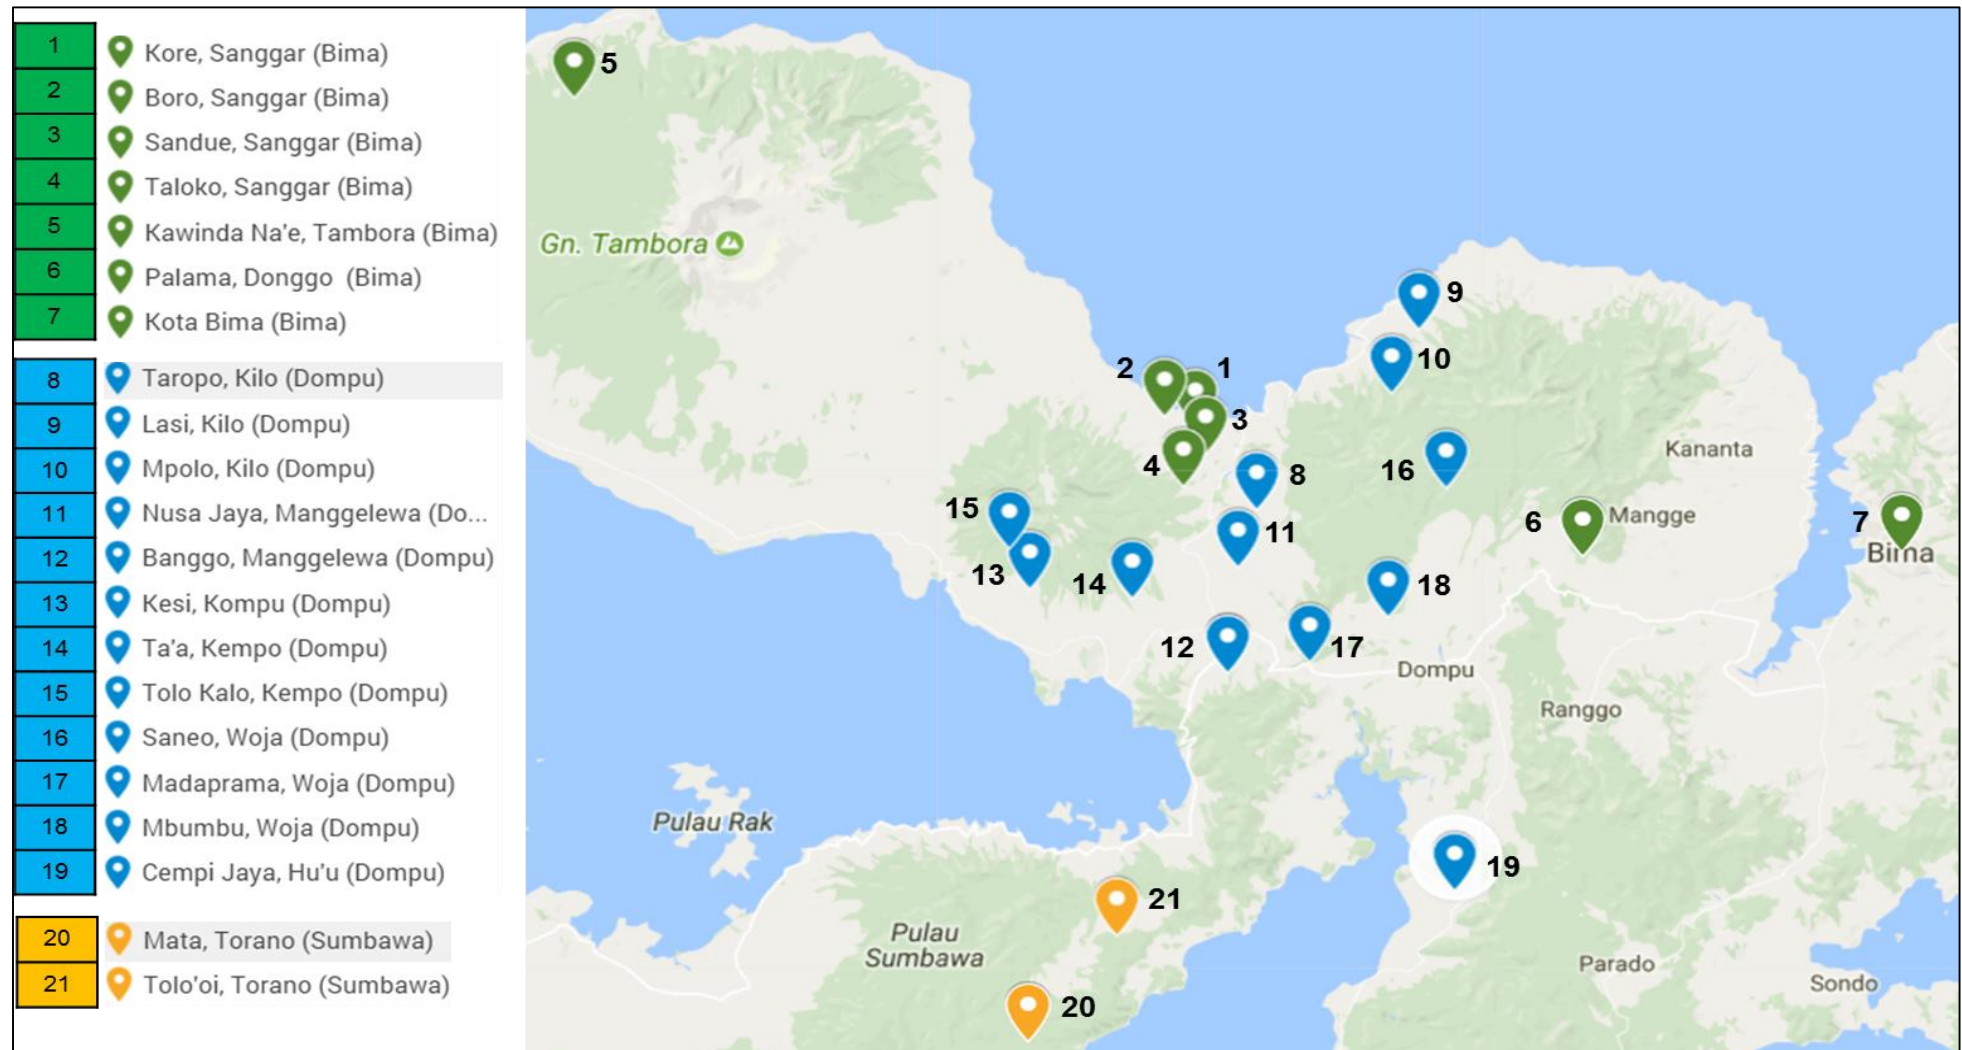 1 Kore, Sanggar (Bima)
2 Boro, Sanggar (Bima)
3 Sandue, Sanggar (Bima)
4 Taloko, Sanggar (Bima)
5 Kawinda Na'e, Tambora (Bima)
6 Palama, Donggo (Bima)
7 Kota Bima (Bima)
8 Taropo, Kilo (Dompu)
9 Lasi, Kilo (Dompu)
10 Mpolo, Kilo (Dompu)
11 Nusa Jaya, Manggelewa (Do...
12 Banggo, Manggelewa (Dompu)
13 Kesi, Kompu (Dompu)
14 Ta'a, Kempo (Dompu)
15 Tolo Kalo, Kempo (Dompu)
16 Saneo, Woja (Dompu)
17 Madaprama, Woja (Dompu)
18 Mbumbu, Woja (Dompu)
19 Cempi Jaya, Hu'u (Dompu)
20 Mata, Torano (Sumbawa)
21 Tolo'oi, Torano (Sumbawa)
5
Gn. Tambora
9
10
2
1
3
Kananta
4
8
16
15
6
Mangge
7
11
Bima
13
14
18
12
17
Dompu
Ranggo
Pulau Rak
19
21
Pulau
Sumbawa
Parado
Sondo
20